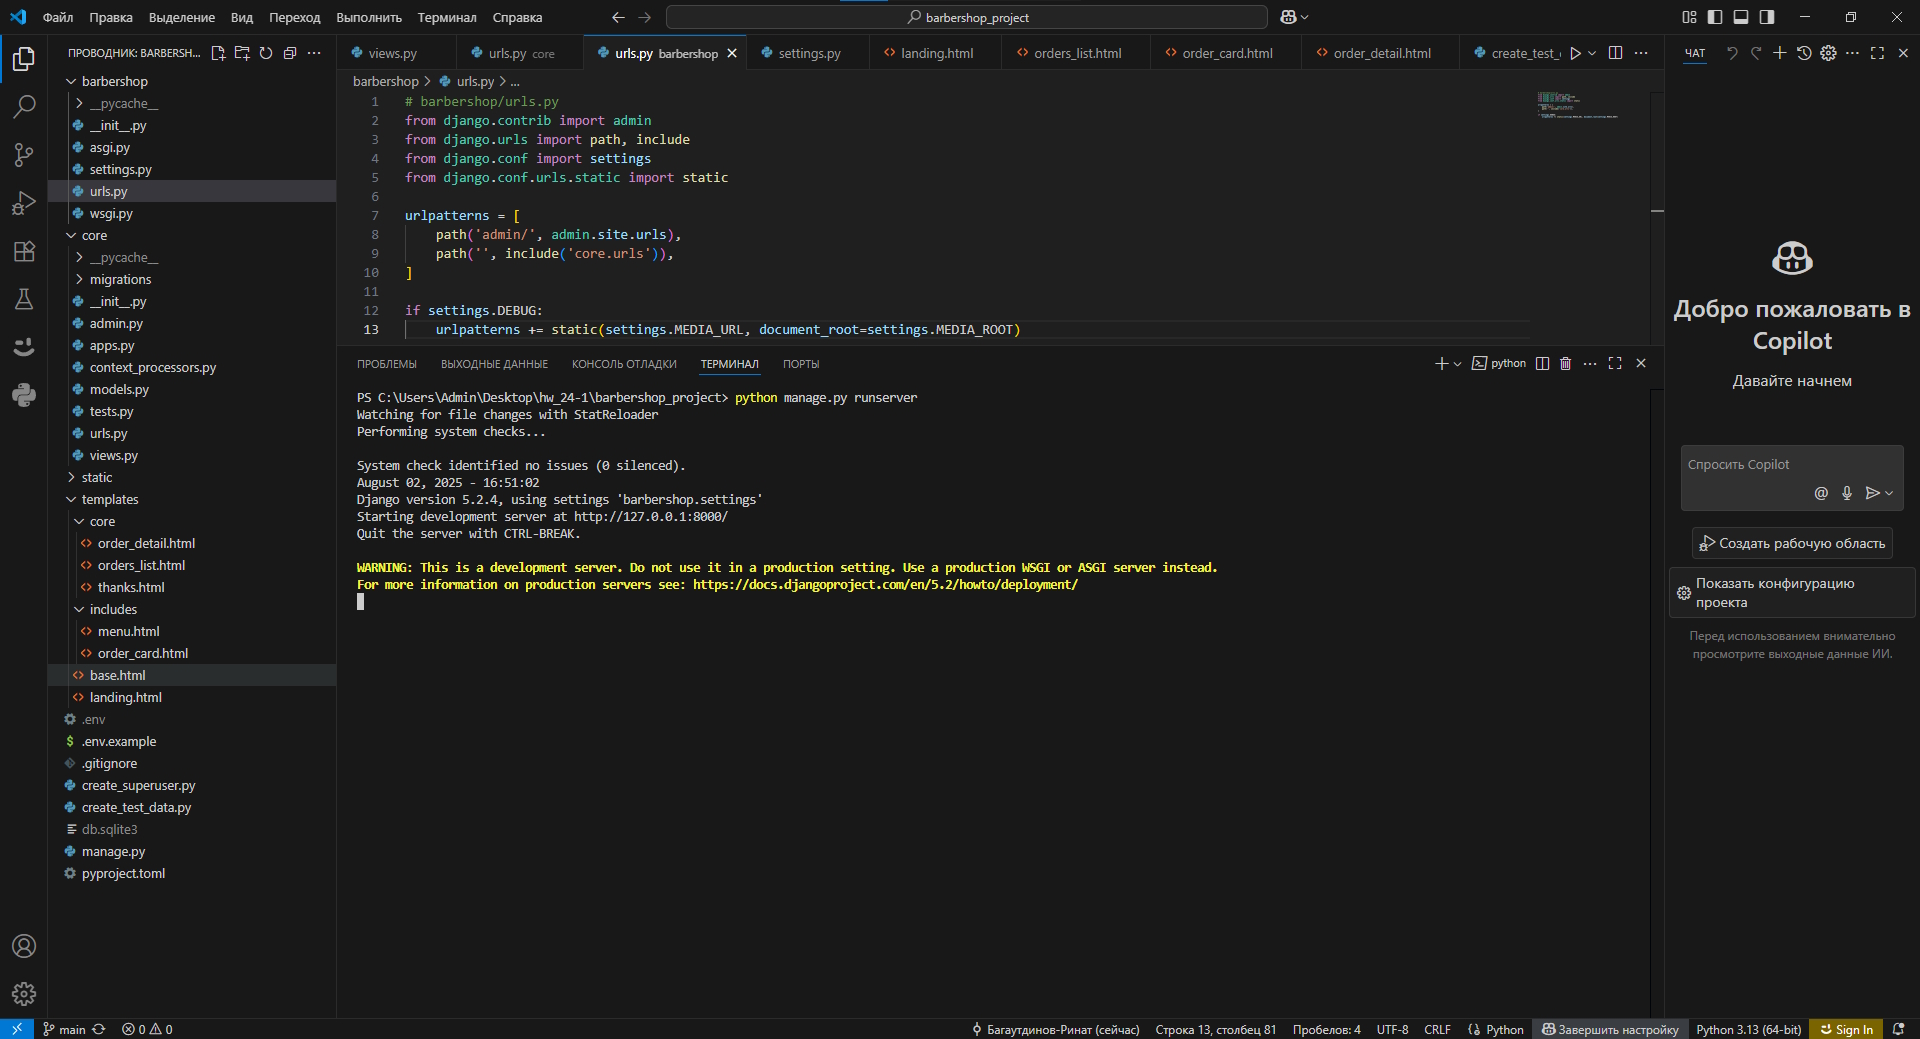 Файл Правка Выделение Вид Переход Выполнить Терминал Справка
barbershop_project
ПРОВОДНИК: BARBERSH...
barbershop
__pycache__
__init__.py
asgi.py
settings.py
urls.py
wsgi.py
core
__pycache__
migrations
__init__.py
admin.py
apps.py
context_processors.py
models.py
tests.py
urls.py
views.py
static
templates
core
order_detail.html
orders_list.html
thanks.html
includes
menu.html
order_card.html
base.html
landing.html
.env
.env.example
.gitignore
create_superuser.py
create_test_data.py
db.sqlite3
manage.py
pyproject.toml
views.py urls.py core urls.py barbershop settings.py landing.html orders_list.html order_card.html order_detail.html create_test_
barbershop > urls.py > ...
1 # barbershop/urls.py
2 from django.contrib import admin
3 from django.urls import path, include
4 from django.conf import settings
5 from django.conf.urls.static import static
6
7 urlpatterns = [
8 path('admin/', admin.site.urls),
9 path('', include('core.urls')),
10 ]
11
12 if settings.DEBUG:
13 urlpatterns += static(settings.MEDIA_URL, document_root=settings.MEDIA_ROOT)
ПРОБЛЕМЫ ВЫХОДНЫЕ ДАННЫЕ КОНСОЛЬ ОТЛАДКИ ТЕРМИНАЛ ПОРТЫ
python
PS C:\Users\Admin\Desktop\hw_24-1\barbershop_project> python manage.py runserver
Watching for file changes with StatReloader
Performing system checks...
System check identified no issues (0 silenced).
August 02, 2025 - 16:51:02
Django version 5.2.4, using settings 'barbershop.settings'
Starting development server at http://127.0.0.1:8000/
Quit the server with CTRL-BREAK.
WARNING: This is a development server. Do not use it in a production setting. Use a production WSGI or ASGI server instead.
For more information on production servers see: https://docs.djangoproject.com/en/5.2/howto/deployment/
ЧАТ
Добро пожаловать в
Copilot
Давайте начнем
Спросить Copilot
Создать рабочую область
Показать конфигурацию
проекта
Перед использованием внимательно
просмотрите выходные данные ИИ.
main 0 0 Багаутдинов-Ринат (сейчас) Строка 13, столбец 81 Пробелов: 4 UTF-8 CRLF Python Завершить настройку Python 3.13 (64-bit) Sign In